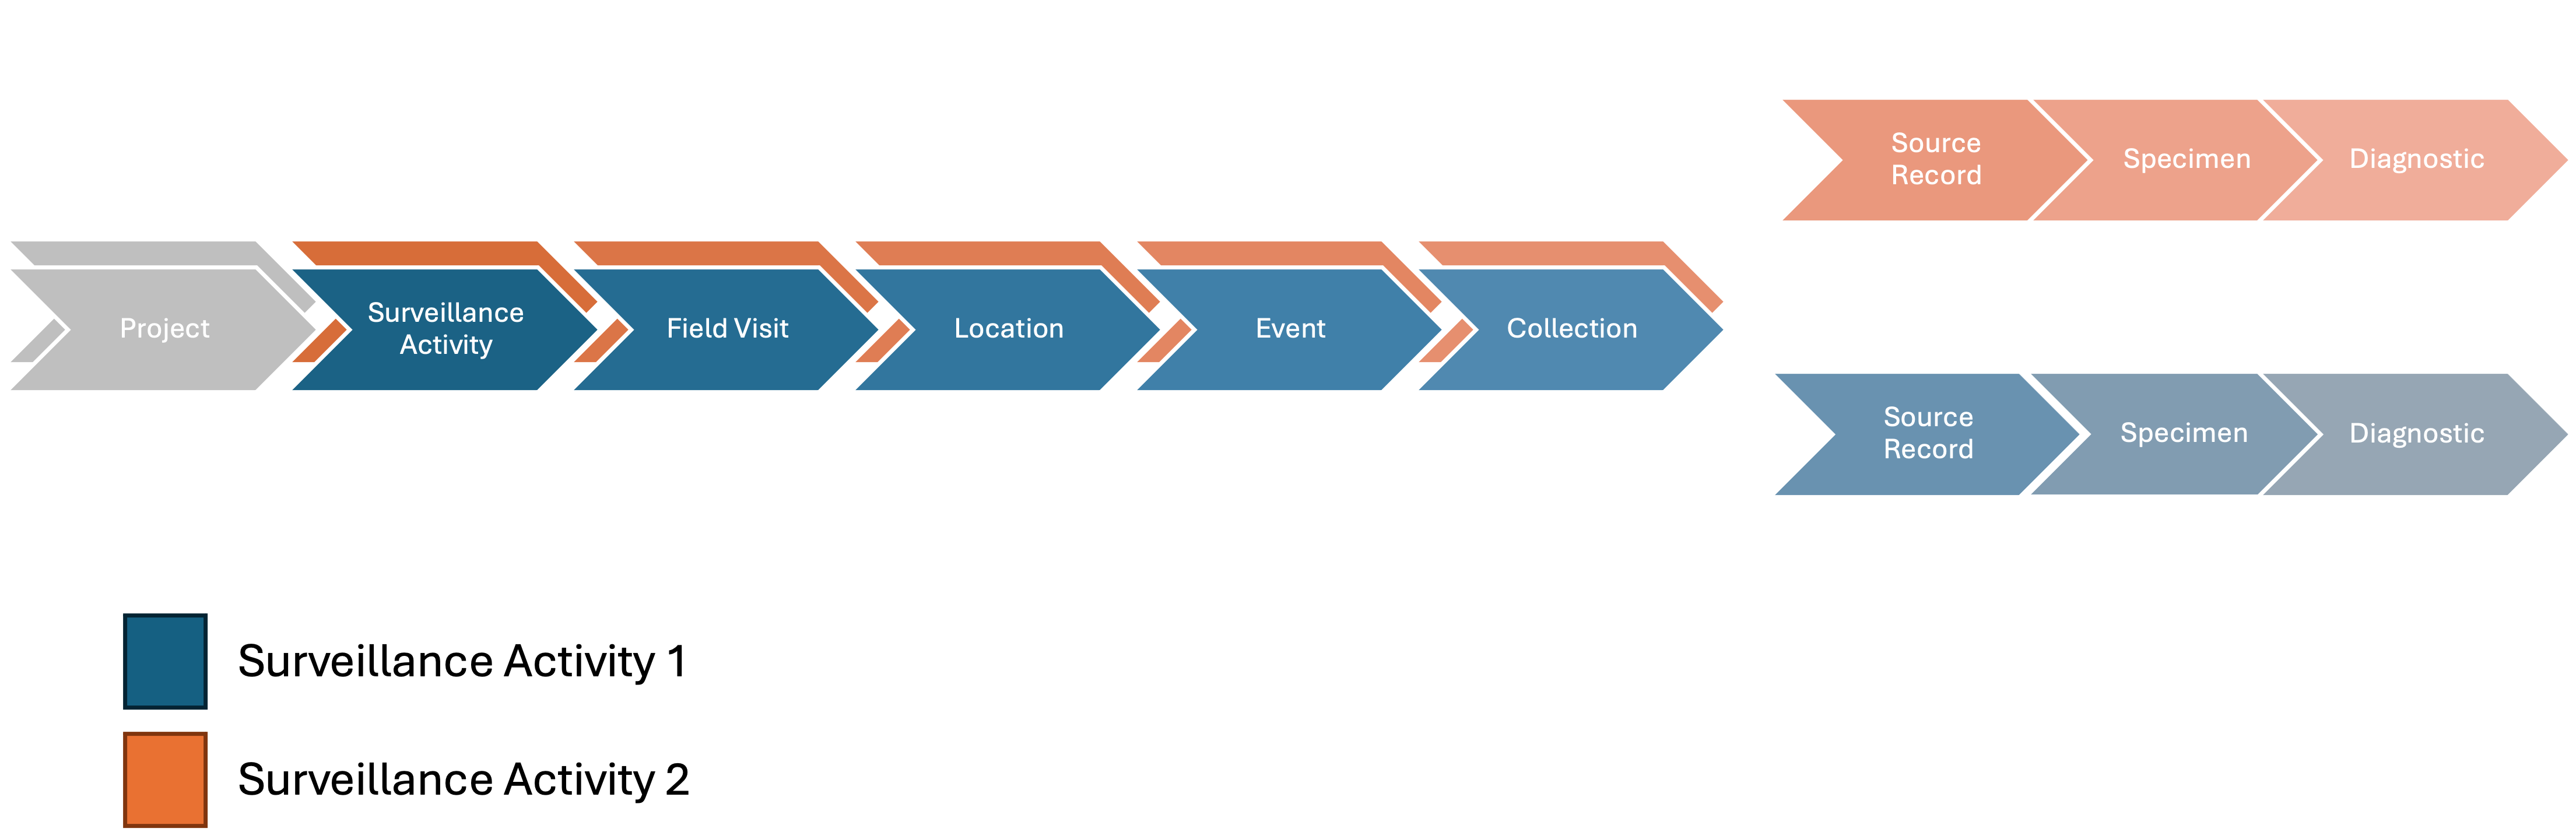 Source
Record
Specimen
Diagnostic
Project
Surveillance
Activity
Field Visit
Location
Event
Collection
Source
Record
Specimen
Diagnostic
Surveillance Activity 1
Surveillance Activity 2